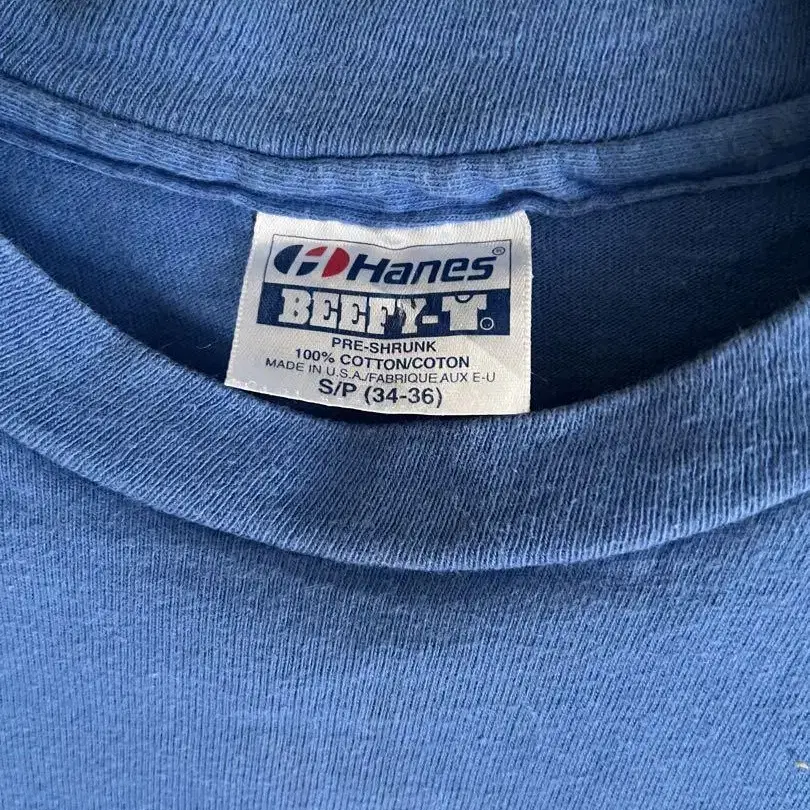 Hanes®
BEEFY-T®
PRE-SHRUNK
100% COTTON/COTON
MADE IN U.S.A./FABRIQUE AUX E-U
S/P (34-36)